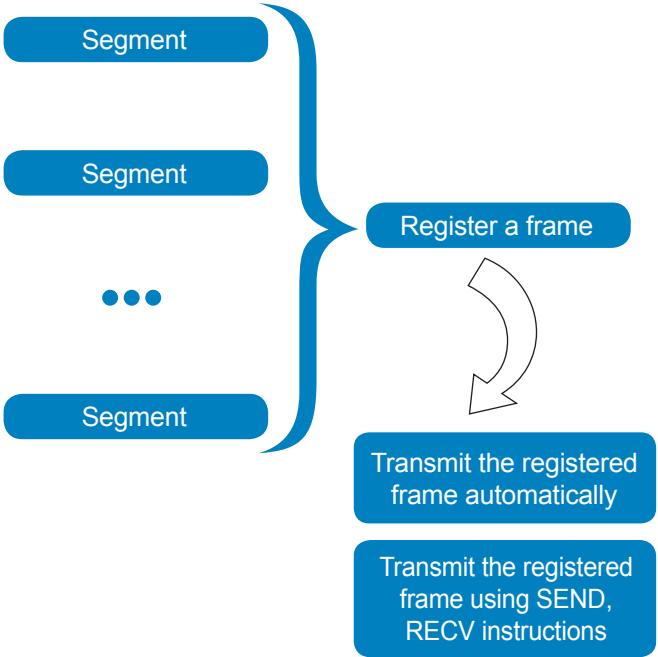 Segment
Segment
Segment
Register a frame
Transmit the registered
frame automatically
Transmit the registered
frame using SEND,
RECV instructions